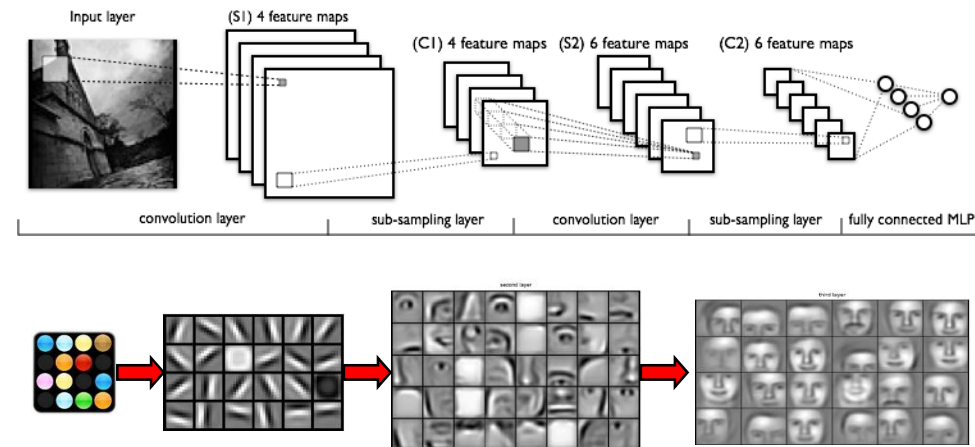 Input layer
(S1) 4 feature maps
(C1) 4 feature maps
(S2) 6 feature maps
(C2) 6 feature maps
convolution layer
sub-sampling layer
convolution layer
sub-sampling layer
fully connected MLP
second layer
third layer